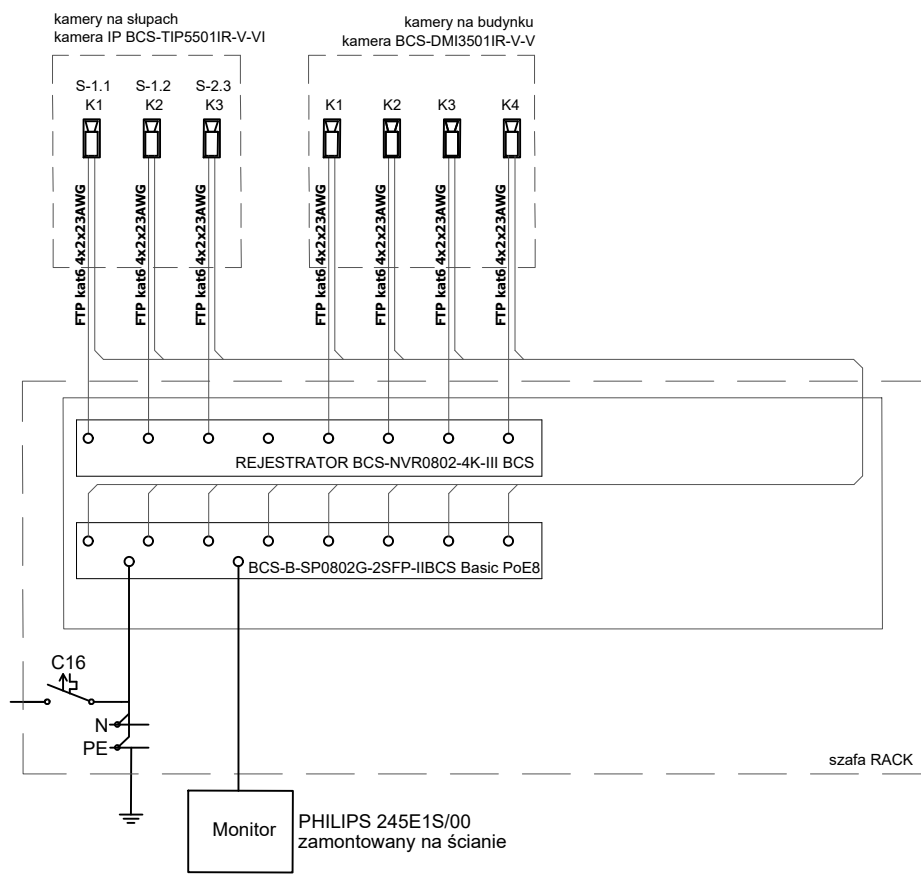 kamery na słupach
kamera IP BCS-TIP5501IR-V-VI
kamery na budynku
kamera BCS-DMI3501IR-V-V
S-1.1 S-1.2 S-2.3
K1 K2 K3
K1 K2 K3 K4
FTP kat6 4x2x23AWG
FTP kat6 4x2x23AWG
FTP kat6 4x2x23AWG
FTP kat6 4x2x23AWG
FTP kat6 4x2x23AWG
FTP kat6 4x2x23AWG
FTP kat6 4x2x23AWG
REJESTRATOR BCS-NVR0802-4K-III BCS
BCS-B-SP0802G-2SFP-IIBCS Basic PoE8
C16
N
PE
szafa RACK
Monitor
PHILIPS 245E1S/00
zamontowany na ścianie